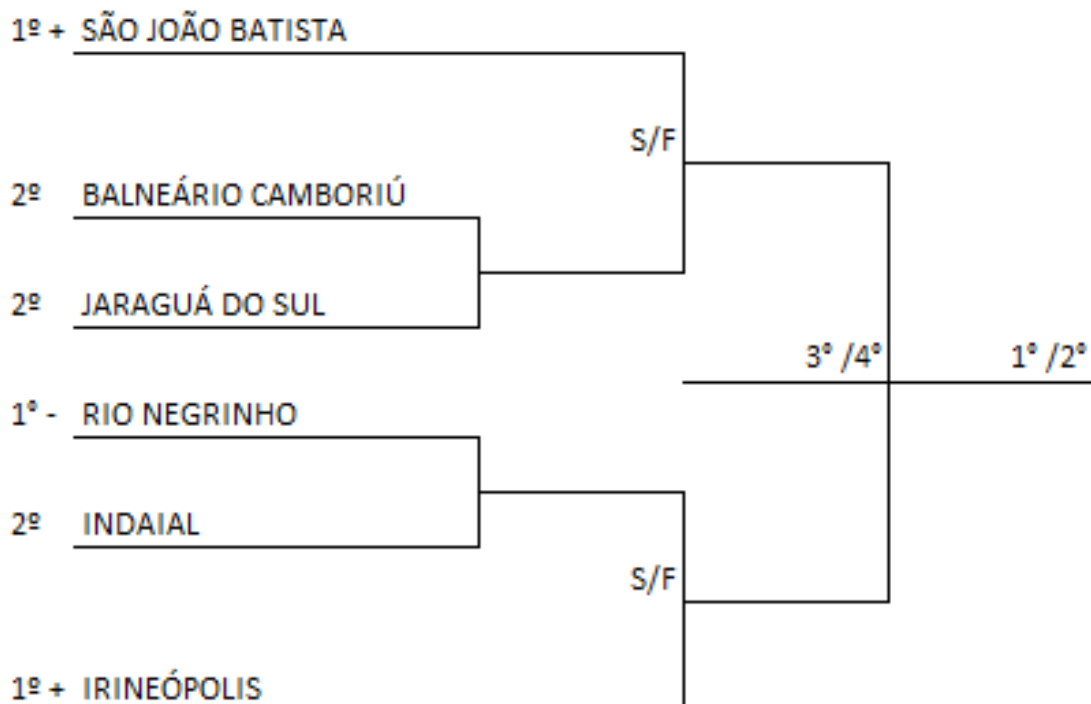 1º + SÃO JOÃO BATISTA
S/F
2º BALNEÁRIO CAMBORIÚ
2º JARAGUÁ DO SUL
3° /4° 1° /2°
1° - RIO NEGRINHO
2º INDAIAL
S/F
1º + IRINEÓPOLIS